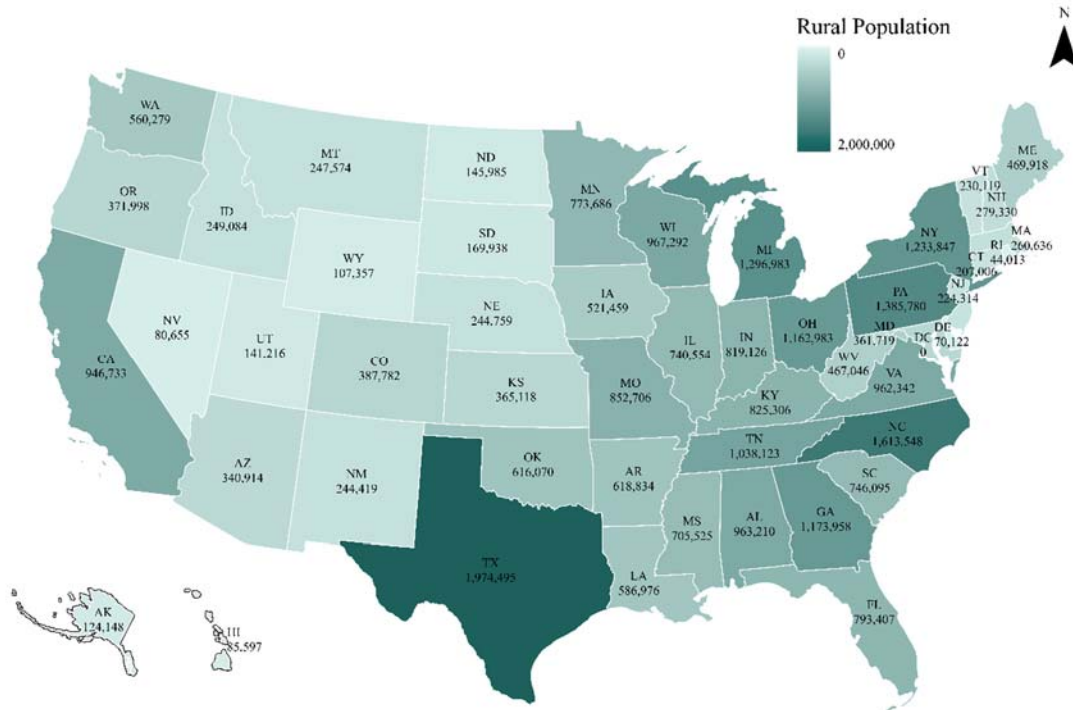 N
Rural Population
0
2,000,000
WA
560,279
OR
371,998
CA
946,733
ID
249,084
NV
80,655
MT
247,574
WY
107,357
UT
141,216
AZ
340,914
CO
387,782
NM
244,419
ND
145,985
SD
169,938
NE
244,759
KS
365,118
OK
616,070
TX
1,974,495
MN
773,686
IA
521,459
MO
852,706
AR
618,834
LA
586,976
WI
967,292
IL
740,554
MS
705,525
MI
1,296,983
IN
819,126
KY
825,306
TN
1,038,123
AL
963,210
OH
1,162,983
GA
1,173,958
FL
793,407
SC
746,095
NC
1,613,548
VA
962,342
WV
467,046
MD
361,719
DC
0
DE
70,122
PA
1,385,780
NJ
224,314
NY
1,233,847
CT
207,006
RI
44,013
MA
260,636
VT
230,119
NH
279,330
ME
469,918
AK
124,148
HI
85,597